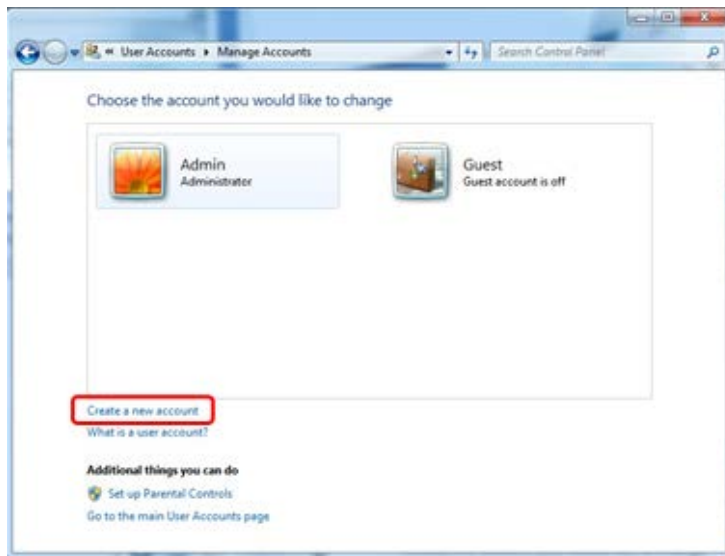 « User Accounts ▸ Manage Accounts
Search Control Panel
Choose the account you would like to change
Admin
Administrator
Guest
Guest account is off
Create a new account
What is a user account?
Additional things you can do
Set up Parental Controls
Go to the main User Accounts page